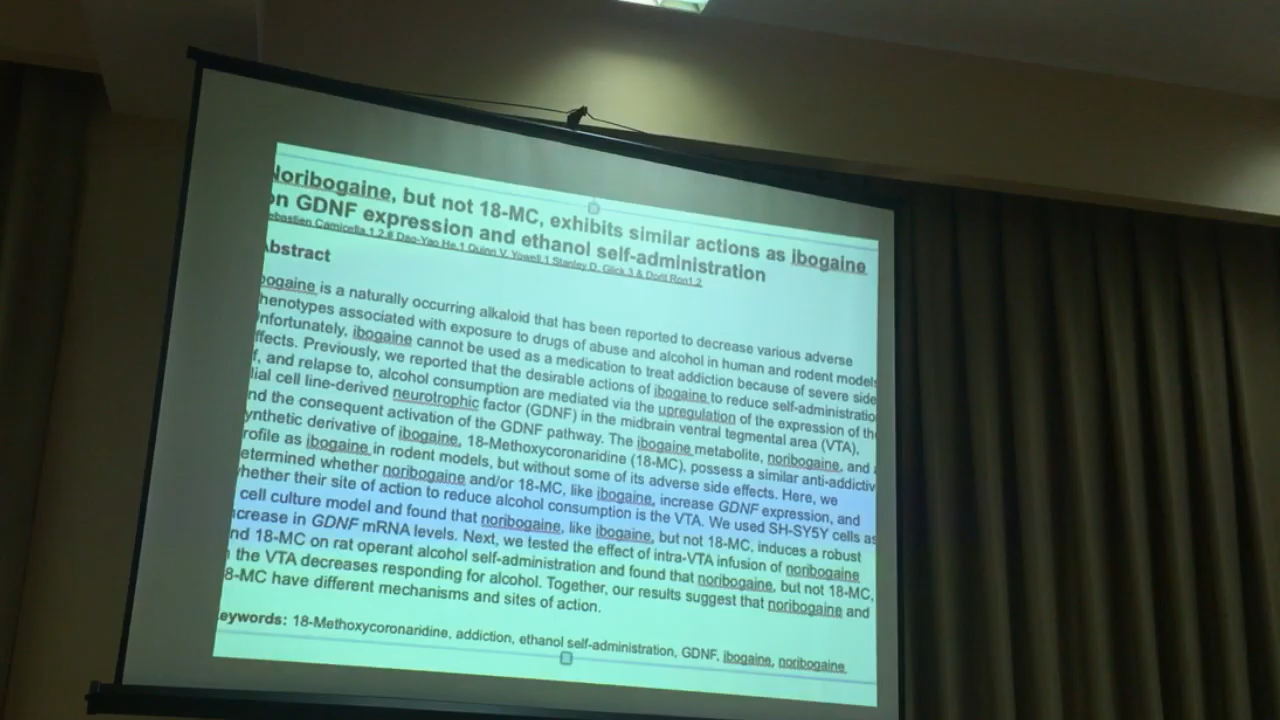 Noribogaine, but not 18-MC, exhibits similar actions as ibogaine
on GDNF expression and ethanol self-administration
ebastien Carnicella,1,2,# Dao-Yao He,1 Quinn V. Yowell,1 Stanley D. Glick,3 & Dorit Ron1,2
Abstract
bogaine is a naturally occurring alkaloid that has been reported to decrease various adverse
henotypes associated with exposure to drugs of abuse and alcohol in human and rodent models
nfortunately, ibogaine cannot be used as a medication to treat addiction because of severe side
ffects. Previously, we reported that the desirable actions of ibogaine to reduce self-administratio
f, and relapse to, alcohol consumption are mediated via the upregulation of the expression of th
lial cell line-derived neurotrophic factor (GDNF) in the midbrain ventral tegmental area (VTA),
nd the consequent activation of the GDNF pathway. The ibogaine metabolite, noribogaine, and a
ynthetic derivative of ibogaine, 18-Methoxycoronaridine (18-MC), possess a similar anti-addictiv
rofile as ibogaine in rodent models, but without some of its adverse side effects. Here, we
etermined whether noribogaine and/or 18-MC, like ibogaine, increase GDNF expression, and
hether their site of action to reduce alcohol consumption is the VTA. We used SH-SY5Y cells as
cell culture model and found that noribogaine, like ibogaine, but not 18-MC, induces a robust
crease in GDNF mRNA levels. Next, we tested the effect of intra-VTA infusion of noribogaine
nd 18-MC on rat operant alcohol self-administration and found that noribogaine, but not 18-MC,
the VTA decreases responding for alcohol. Together, our results suggest that noribogaine and
8-MC have different mechanisms and sites of action.
eywords: 18-Methoxycoronaridine, addiction, ethanol self-administration, GDNF, ibogaine, noribogaine